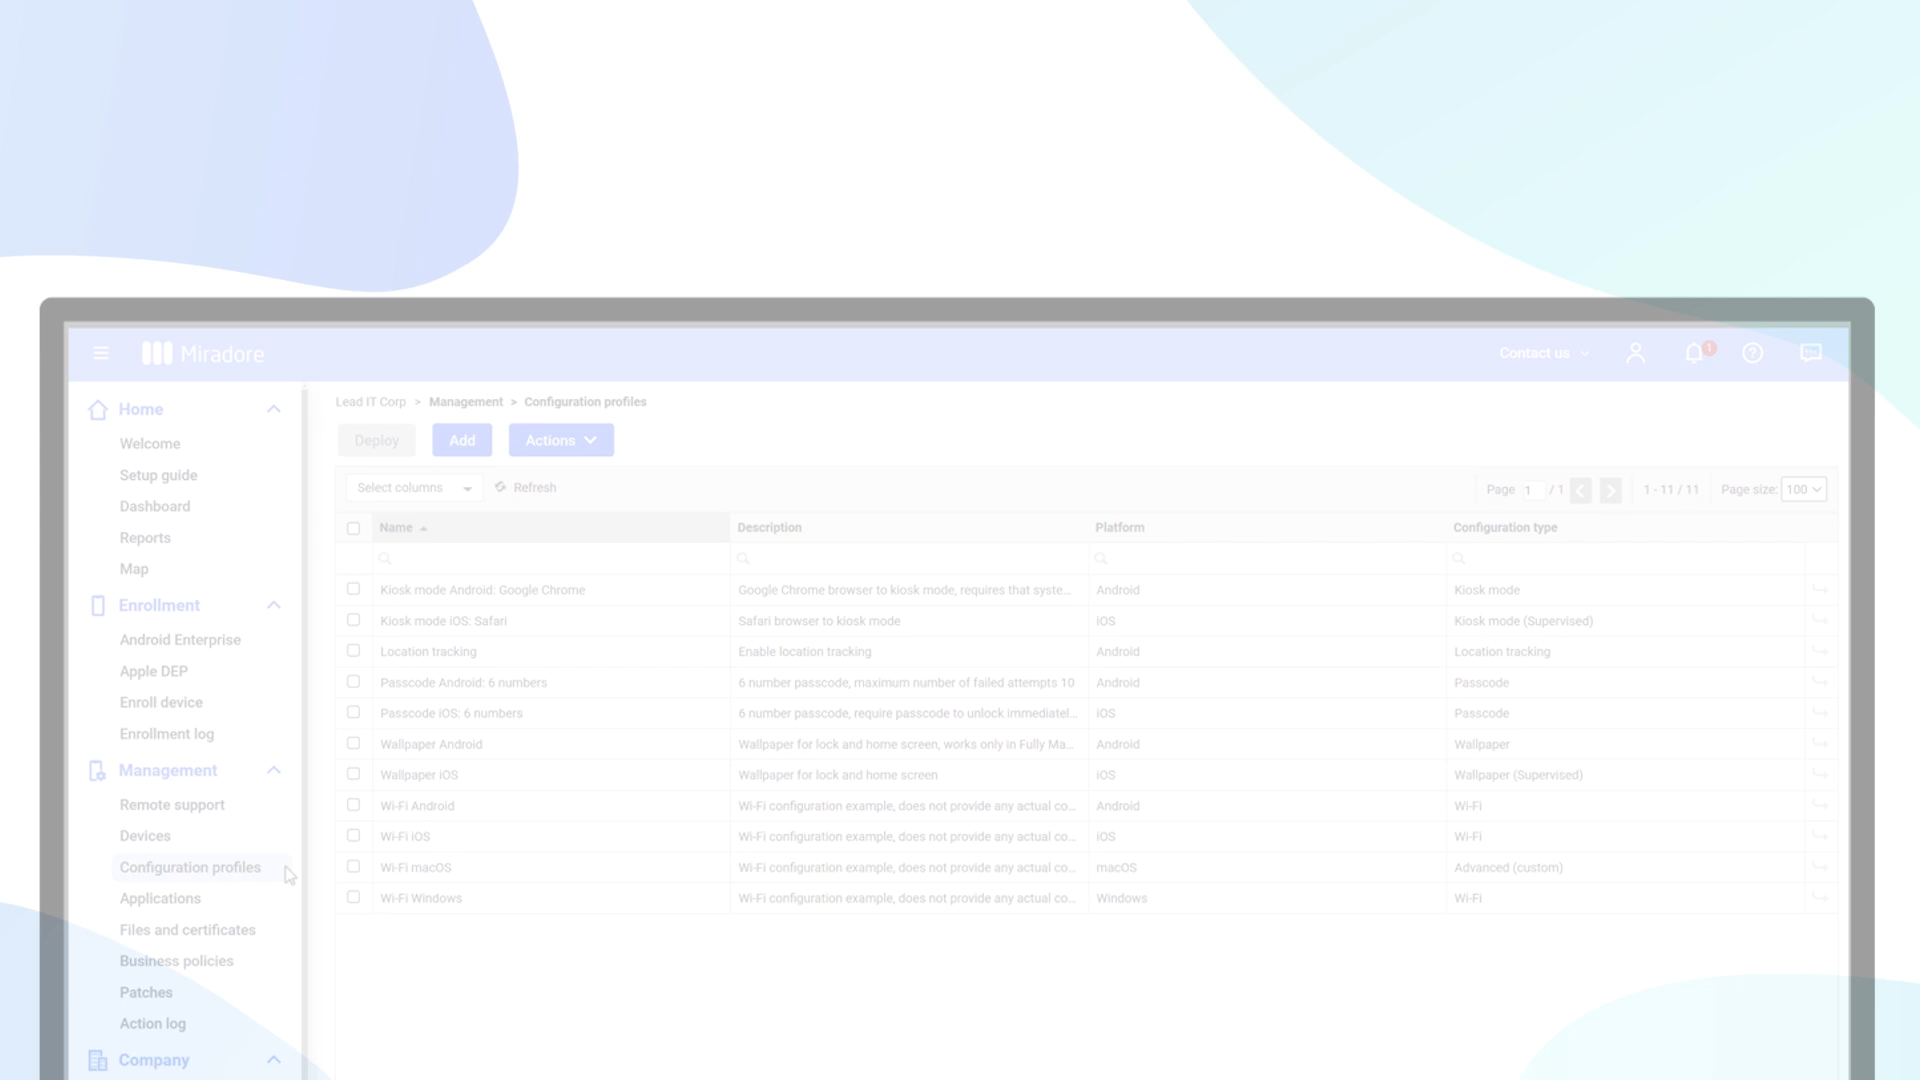 Miradore
Contact us
1
Home
Welcome
Setup guide
Dashboard
Reports
Map
Enrollment
Android Enterprise
Apple DEP
Enroll device
Enrollment log
Management
Remote support
Devices
Configuration profiles
Applications
Files and certificates
Business policies
Patches
Action log
Company
Lead IT Corp > Management > Configuration profiles
Deploy Add Actions
Select columns Refresh Page 1 / 1 1 - 11 / 11 Page size: 100
Name Description Platform Configuration type
Kiosk mode Android: Google Chrome Google Chrome browser to kiosk mode, requires that syste... Android Kiosk mode
Kiosk mode iOS: Safari Safari browser to kiosk mode iOS Kiosk mode (Supervised)
Location tracking Enable location tracking Android Location tracking
Passcode Android: 6 numbers 6 number passcode, maximum number of failed attempts 10 Android Passcode
Passcode iOS: 6 numbers 6 number passcode, require passcode to unlock immediatel... iOS Passcode
Wallpaper Android Wallpaper for lock and home screen, works only in Fully Ma... Android Wallpaper
Wallpaper iOS Wallpaper for lock and home screen iOS Wallpaper (Supervised)
Wi-Fi Android Wi-Fi configuration example, does not provide any actual co... Android Wi-Fi
Wi-Fi iOS Wi-Fi configuration example, does not provide any actual co... iOS Wi-Fi
Wi-Fi macOS Wi-Fi configuration example, does not provide any actual co... macOS Advanced (custom)
Wi-Fi Windows Wi-Fi configuration example, does not provide any actual co... Windows Wi-Fi